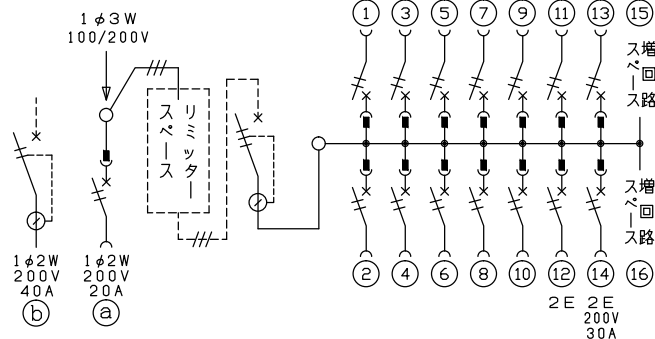 1φ3W
100/200V
リミッター
スペース
1φ2W
200V
40A
ⓑ
1φ2W
200V
20A
ⓐ
① ③ ⑤ ⑦ ⑨ ⑪ ⑬ ⑮
増回路
スペース
増回路
スペース
② ④ ⑥ ⑧ ⑩ ⑫ ⑭ ⑯
2E
2E
200V
30A